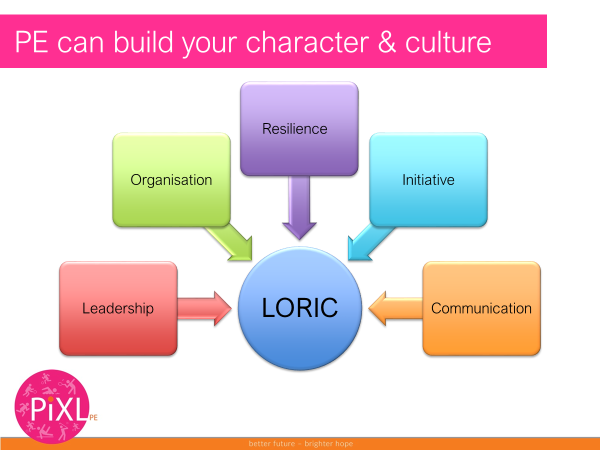 PE can build your character & culture
Resilience
Organisation
Initiative
Leadership
LORIC
Communication
PiXL PE
better future – brighter hope